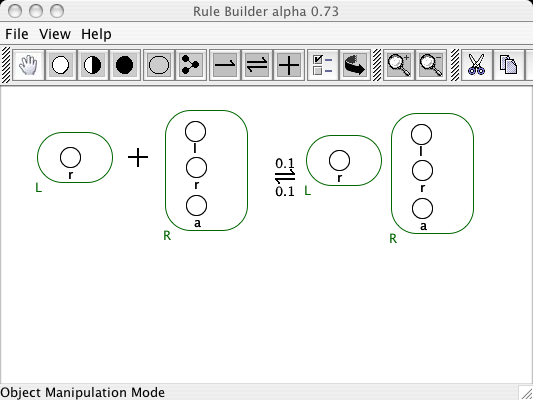 Rule Builder alpha 0.73
File View Help
l
r
a
L
R
r
0.1
0.1
l
r
a
L
R
r
Object Manipulation Mode